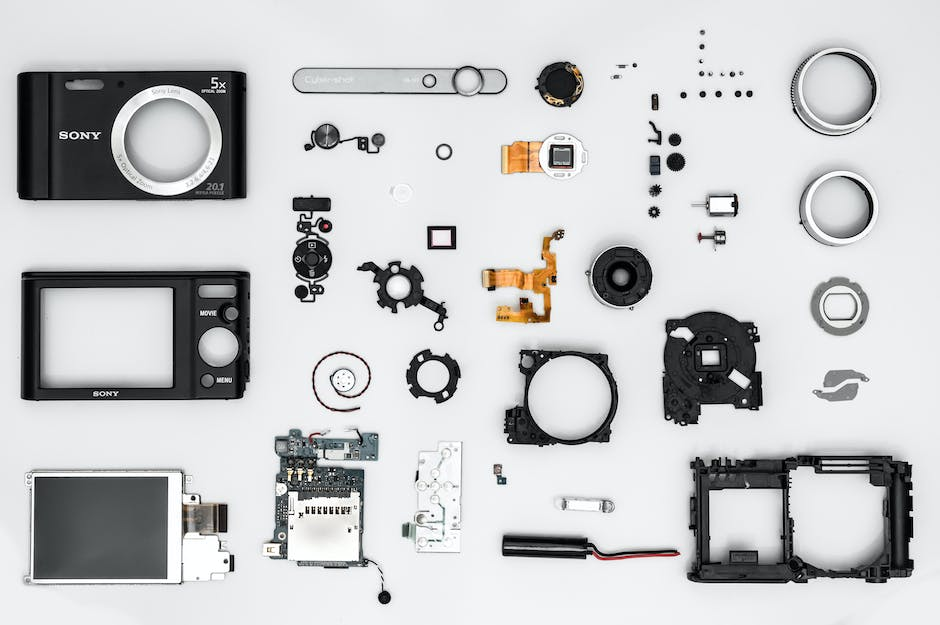 Cyber-shot
5x
OPTICAL ZOOM
Sony Lens
SONY
5x Optical Zoom
20.1
MEGA PIXELS
MOVIE
MENU
SONY